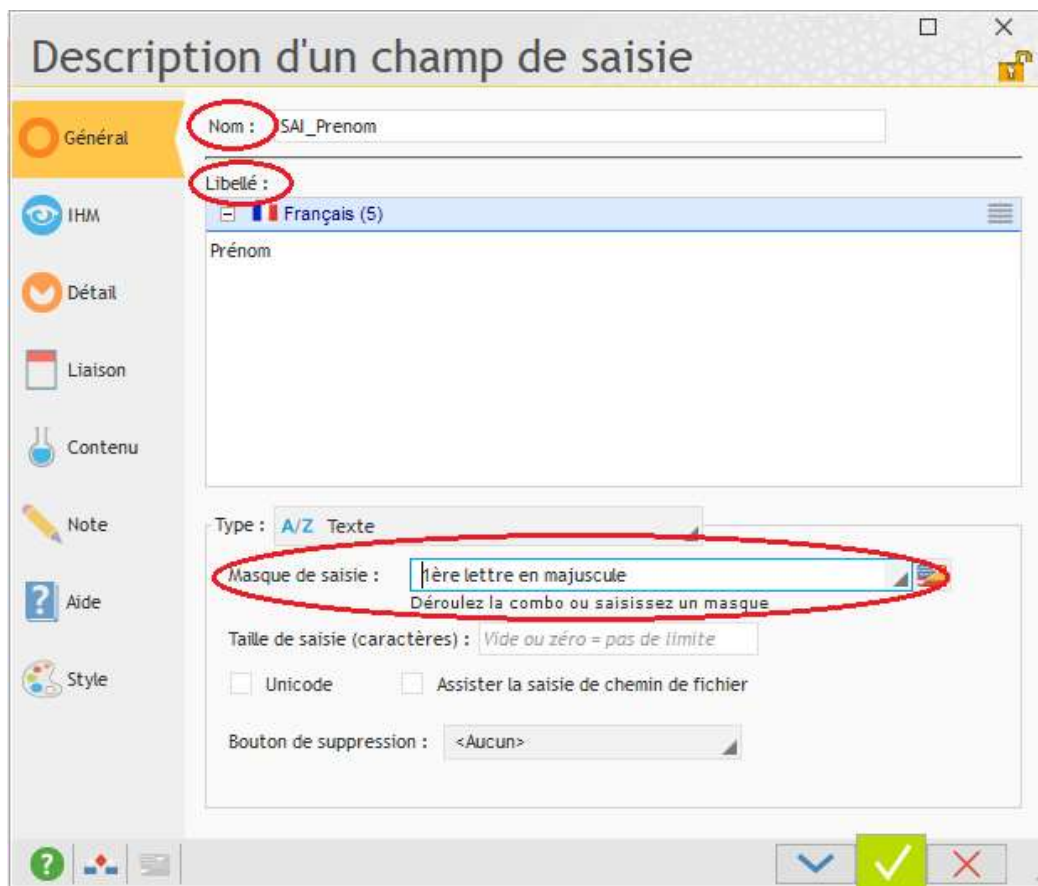 Description d'un champ de saisie
Général
IHM
Détail
Liaison
Contenu
Note
Aide
Style
Nom : SAI_Prenom
Libellé :
Français (5)
Prénom
Type : A/Z Texte
Masque de saisie : 1ère lettre en majuscule
Déroulez la combo ou saisissez un masque
Taille de saisie (caractères) : Vide ou zéro = pas de limite
Unicode Assister la saisie de chemin de fichier
Bouton de suppression : <Aucun>